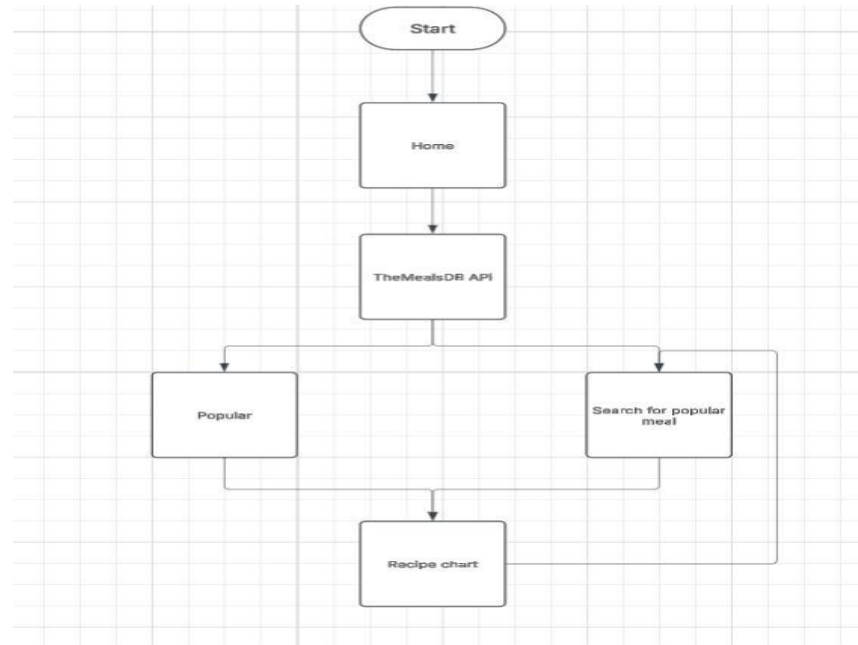 Start
Home
TheMealsDB APi
Popular
Search for popular
meal
Recipe chart